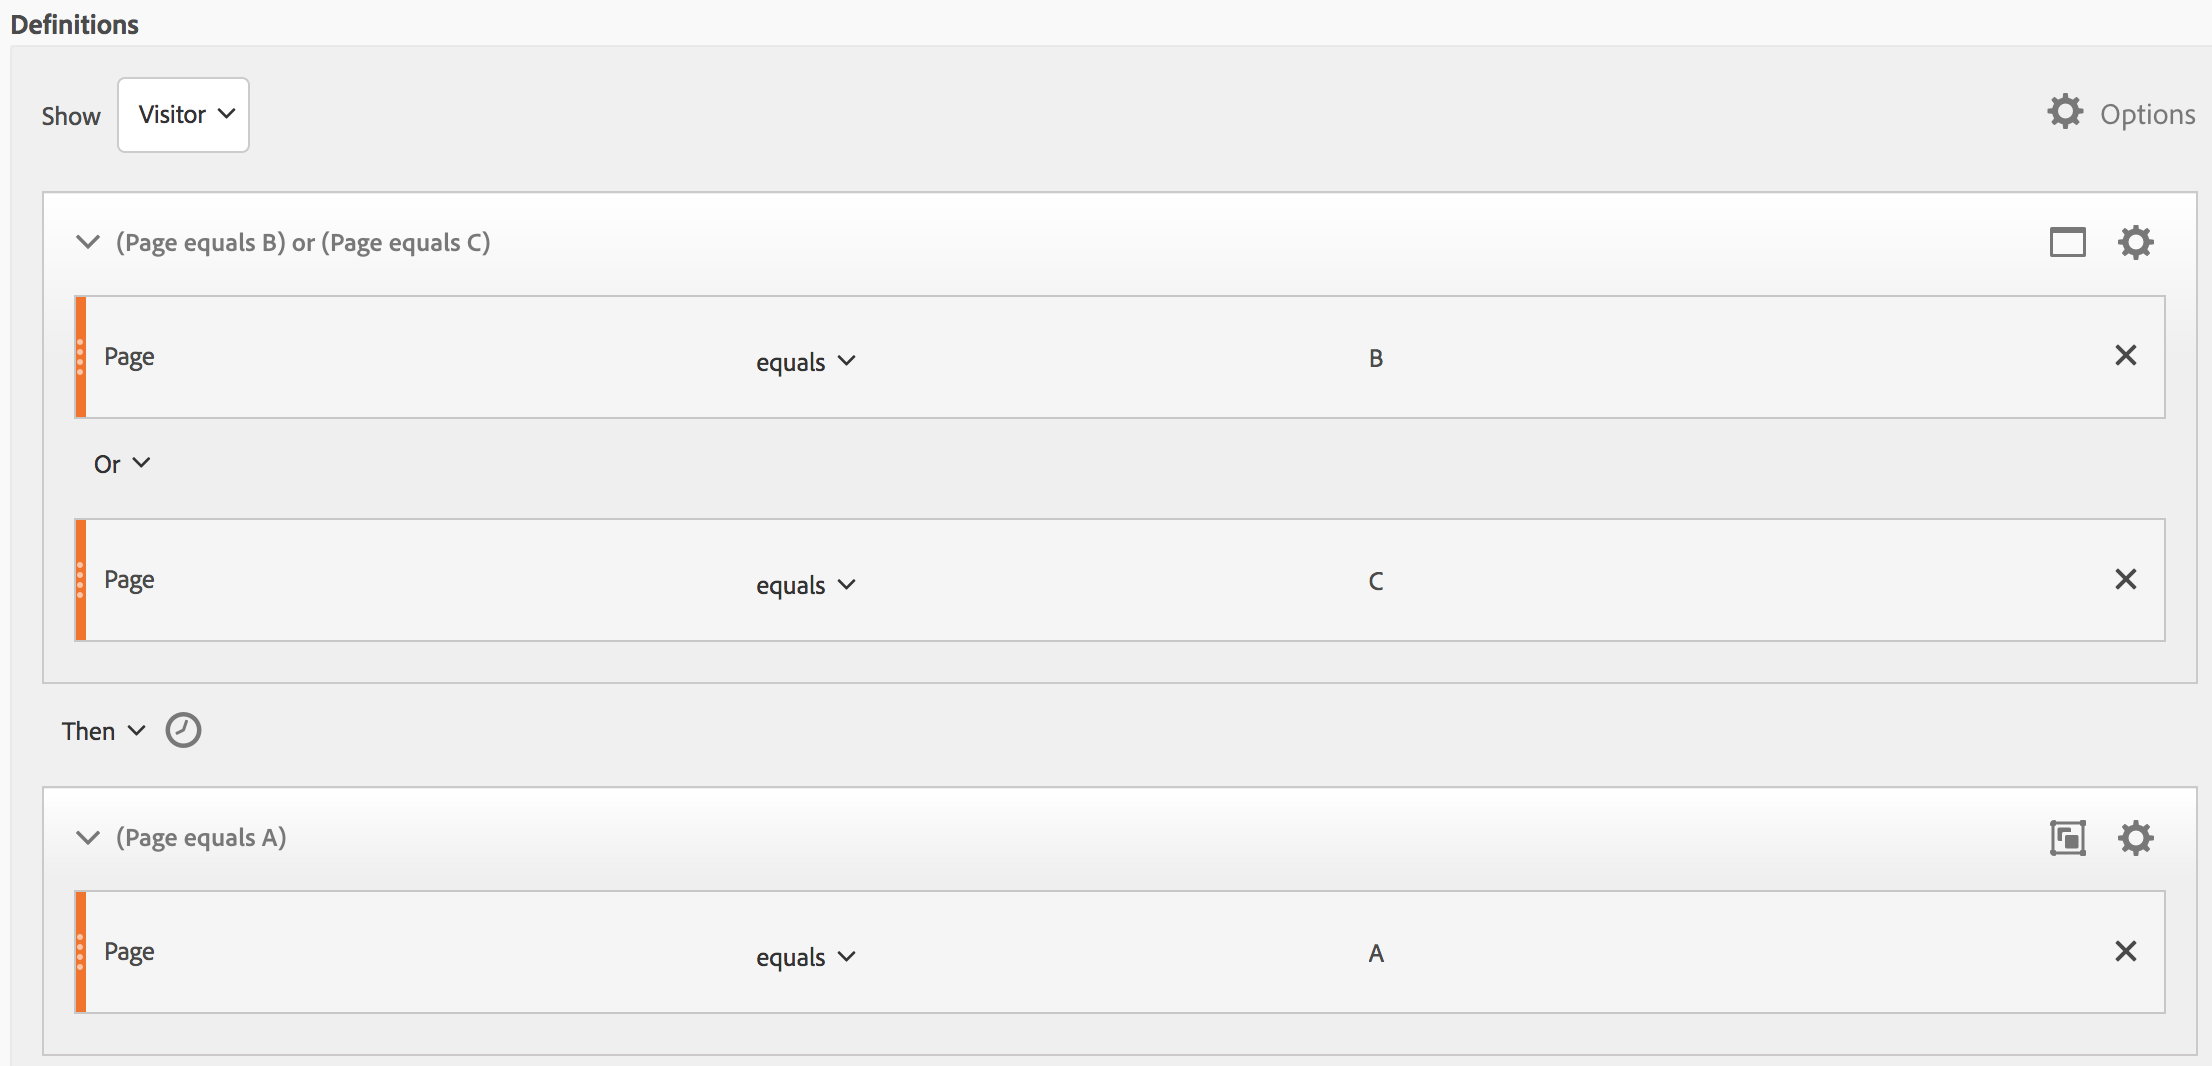 Definitions
Show Visitor Options
(Page equals B) or (Page equals C)
Page equals B
Or
Page equals C
Then
(Page equals A)
Page equals A